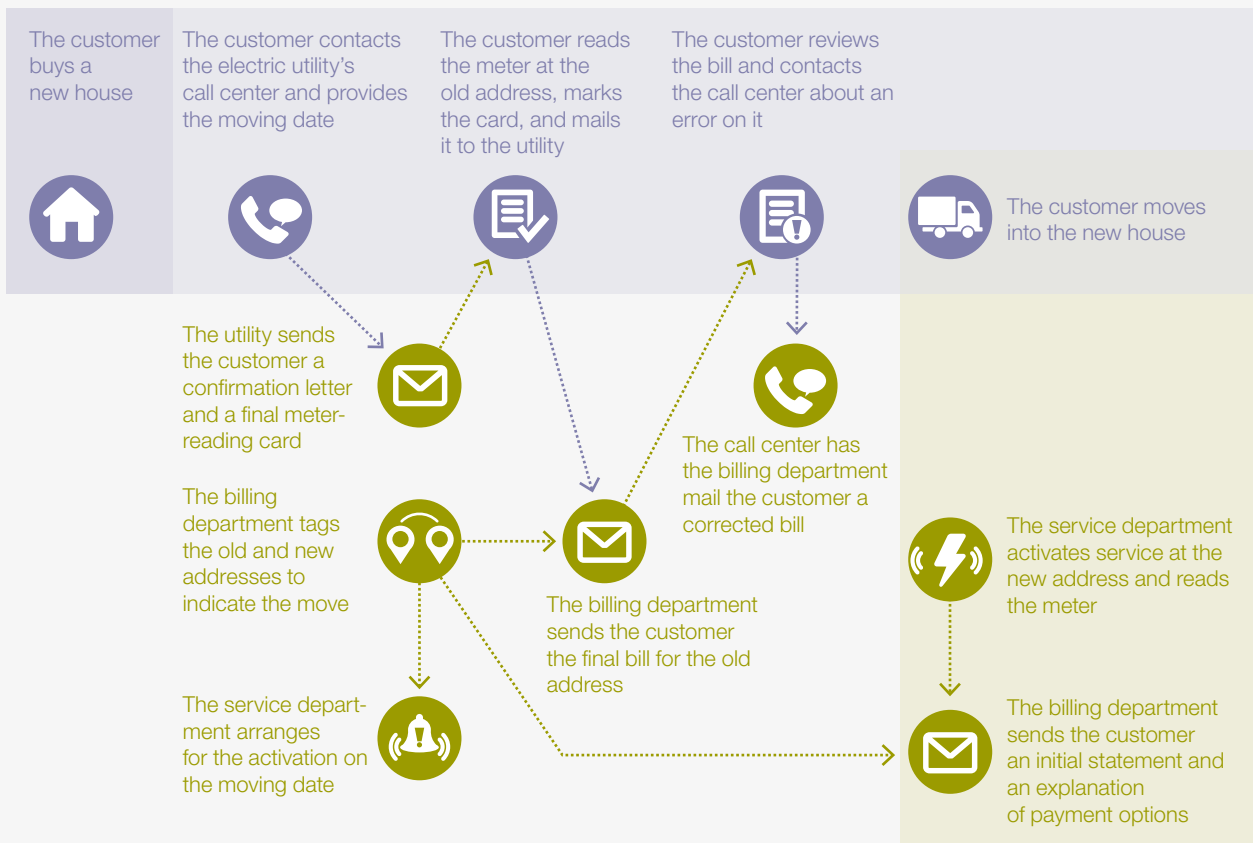 The customer
buys a
new house
The customer contacts
the electric utility’s
call center and provides
the moving date
The customer reads
the meter at the
old address, marks
the card, and mails
it to the utility
The customer reviews
the bill and contacts
the call center about an
error on it
The customer moves
into the new house
The utility sends
the customer a
confirmation letter
and a final meter-
reading card
The call center has
the billing department
mail the customer a
corrected bill
The billing
department tags
the old and new
addresses to
indicate the move
The billing department
sends the customer
the final bill for the old
address
The service department
activates service at the
new address and reads
the meter
The service depart-
ment arranges
for the activation on
the moving date
The billing department
sends the customer
an initial statement and
an explanation
of payment options